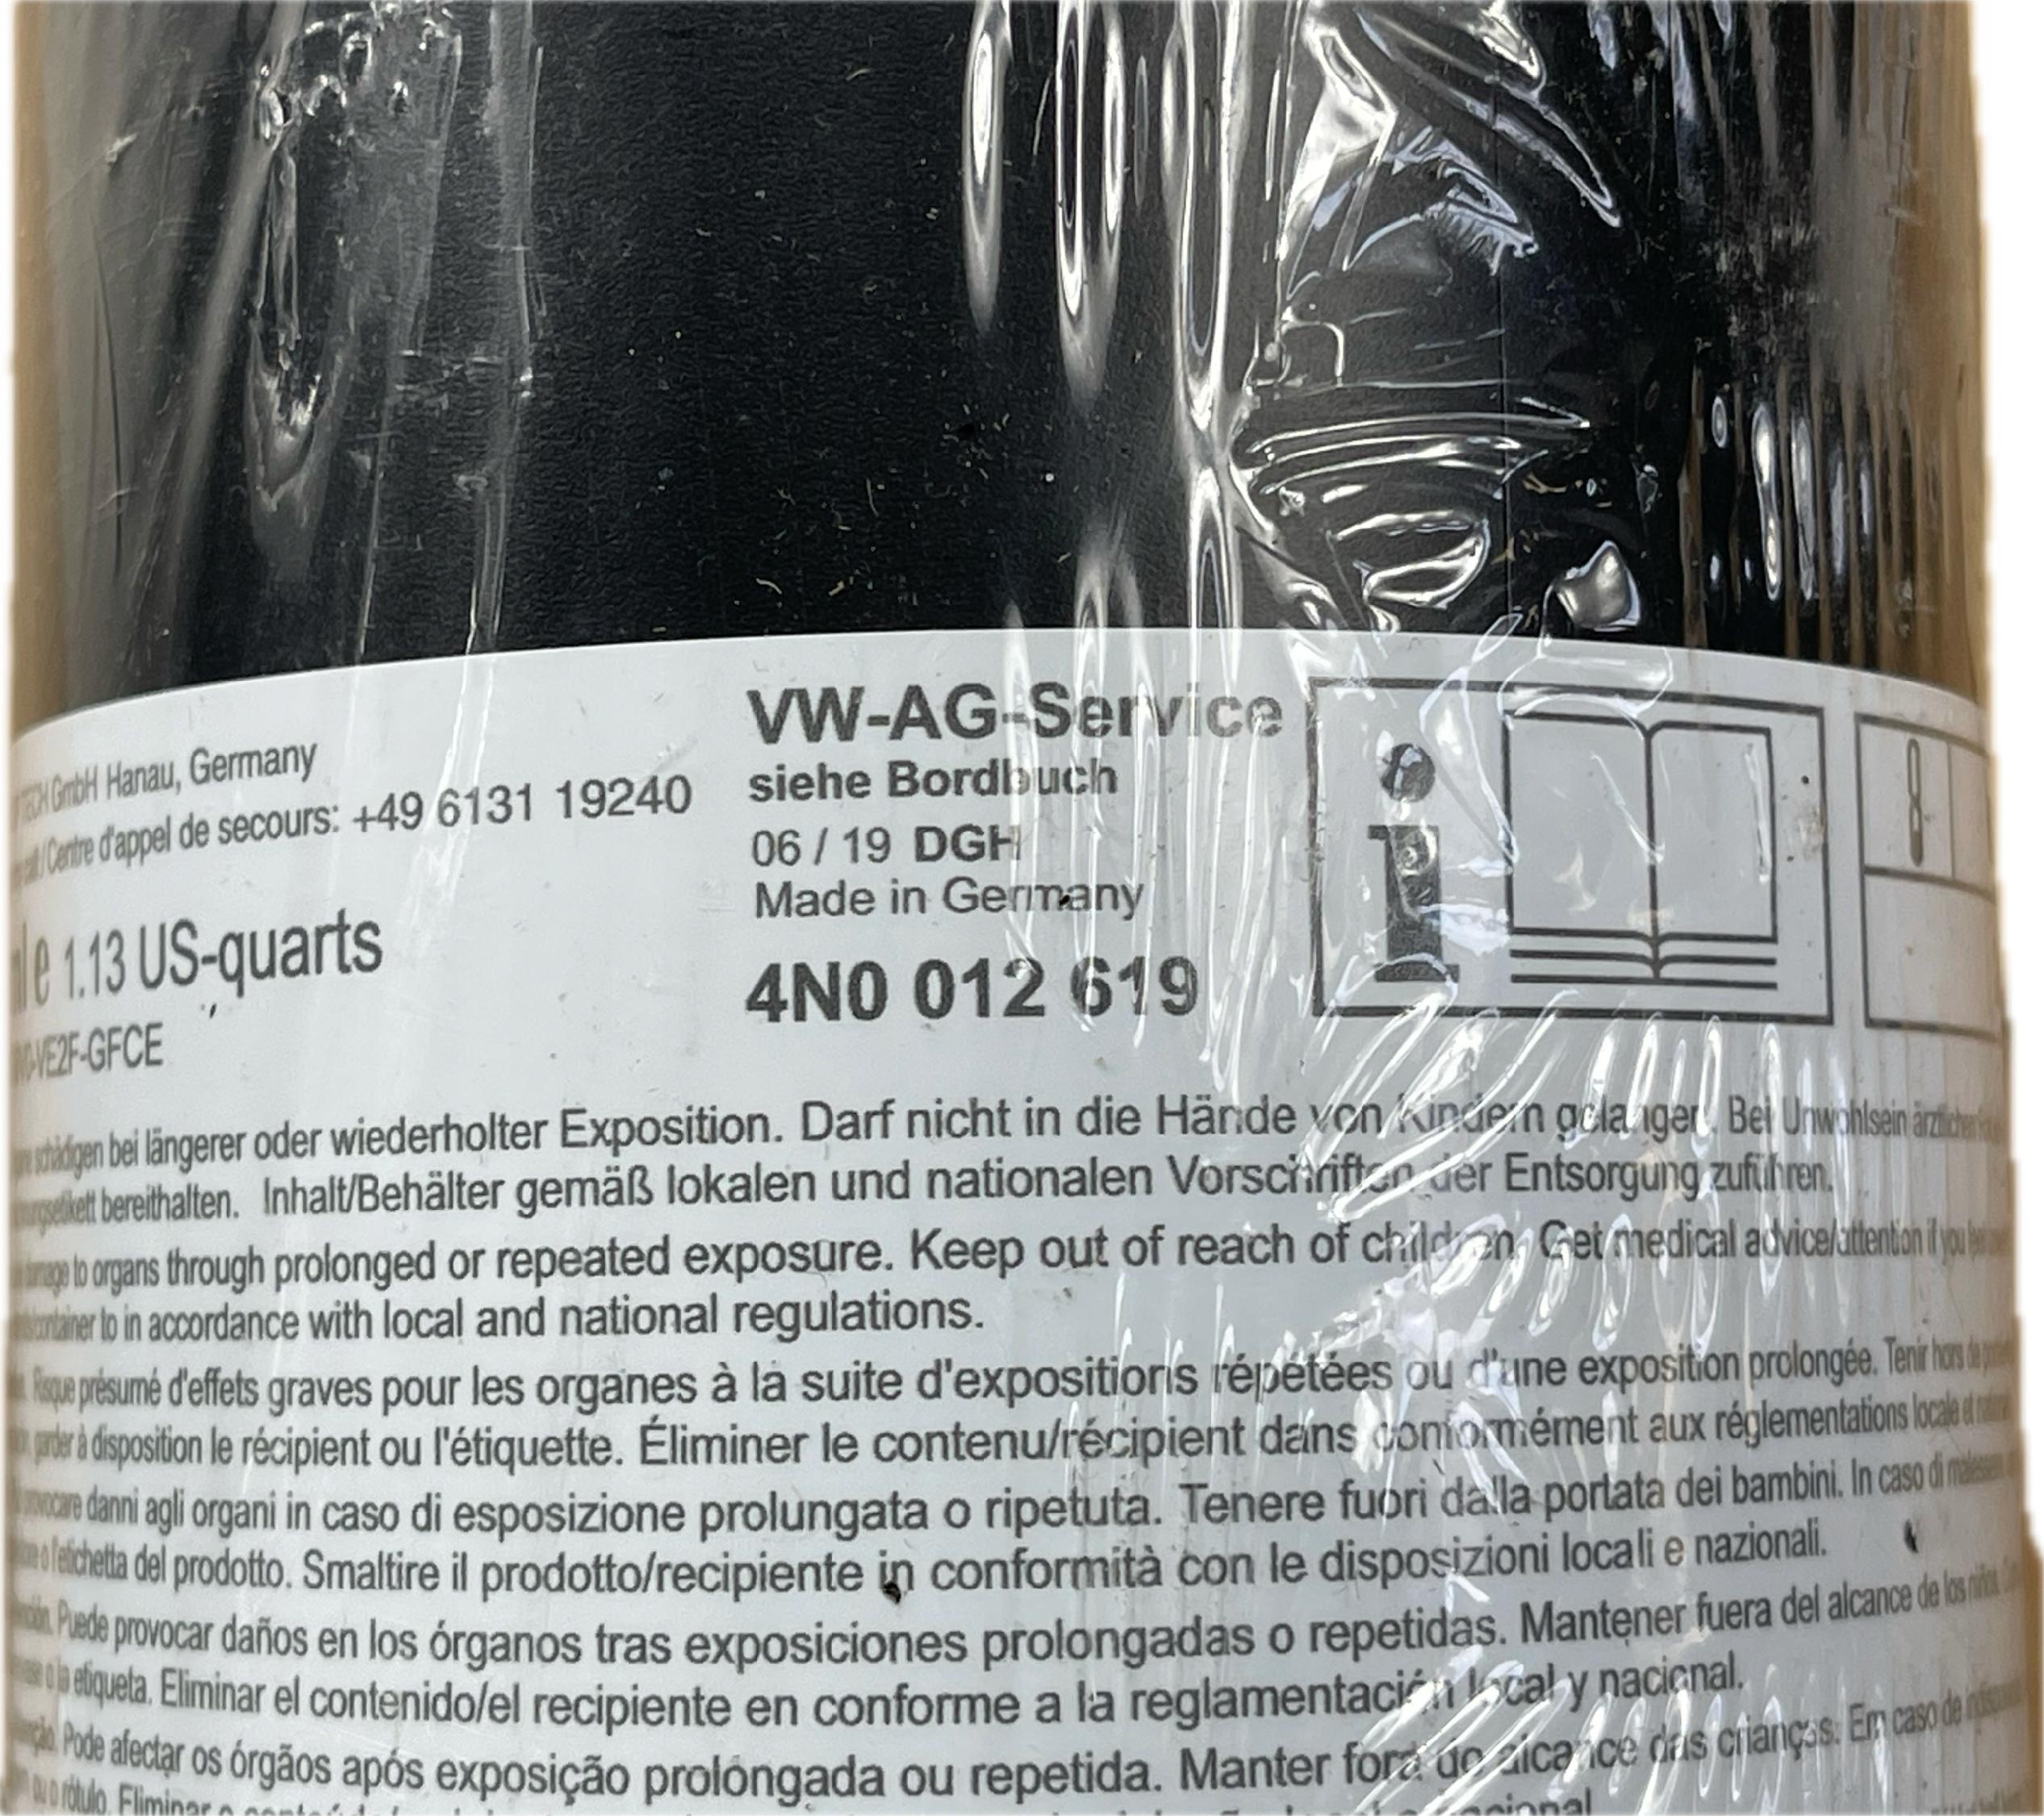 GmbH Hanau, Germany
/Centre d'appel de secours: +49 6131 19240
e 1.13 US-quarts
-VE2F-GFCE
VW-AG-Service
siehe Bordbuch
06 / 19 DGH
Made in Germany
4N0 012 619
schädigen bei längerer oder wiederholter Exposition. Darf nicht in die Hände von Kindern gelangen. Bei Unwohlsein
bereithalten. Inhalt/Behälter gemäß lokalen und nationalen Vorschriften der Entsorgung zuführen.
to organs through prolonged or repeated exposure. Keep out of reach of children. Get medical advice/attention if you
to in accordance with local and national regulations.
Risque présumé d'effets graves pour les organes à la suite d'expositions répétées ou d'une exposition prolongée. Tenir hors de
garder à disposition le récipient ou l'étiquette. Éliminer le contenu/récipient dans conformément aux réglementations locale et
provocare danni agli organi in caso di esposizione prolungata o ripetuta. Tenere fuori dalla portata dei bambini. In caso di
o l'etichetta del prodotto. Smaltire il prodotto/recipiente in conformità con le disposizioni locali e nazionali.
Puede provocar daños en los órganos tras exposiciones prolongadas o repetidas. Mantener fuera del alcance de los niños.
o la etiqueta. Eliminar el contenido/el recipiente en conforme a la reglamentación local y nacional.
Pode afectar os órgãos após exposição prolongada ou repetida. Manter fora do alcance das crianças. Em caso de
ou o rótulo. Eliminar o